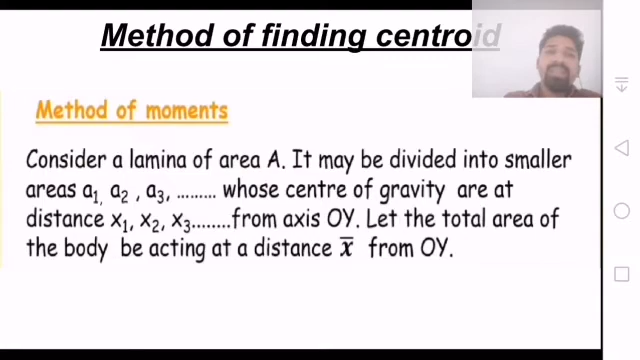 Method of finding centroid
Method of moments
Consider a lamina of area A. It may be divided into smaller
areas a₁, a₂ , a₃, ......... whose centre of gravity are at
distance x₁, x₂, x₃........from axis OY. Let the total area of
the body be acting at a distance x̅ from OY.